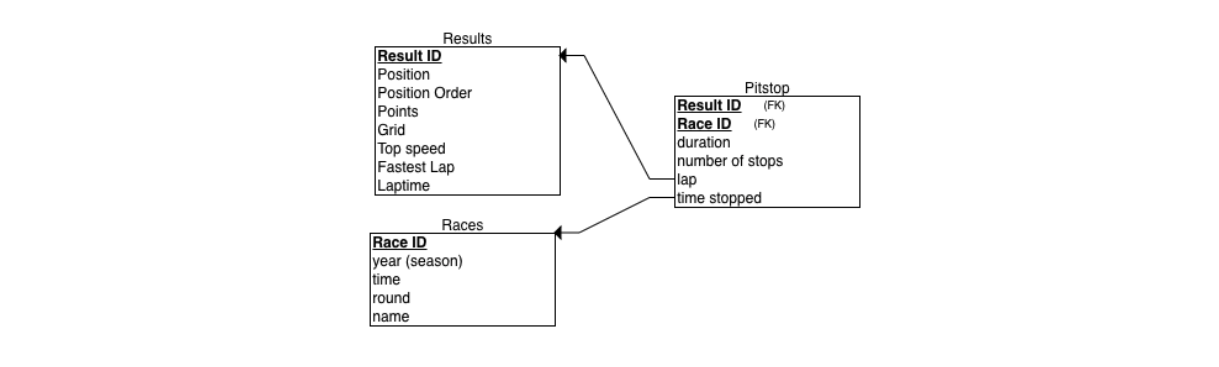 Results
Result ID
Position
Position Order
Points
Grid
Top speed
Fastest Lap
Laptime
Pitstop
Result ID (FK)
Race ID (FK)
duration
number of stops
lap
time stopped
Races
Race ID
year (season)
time
round
name